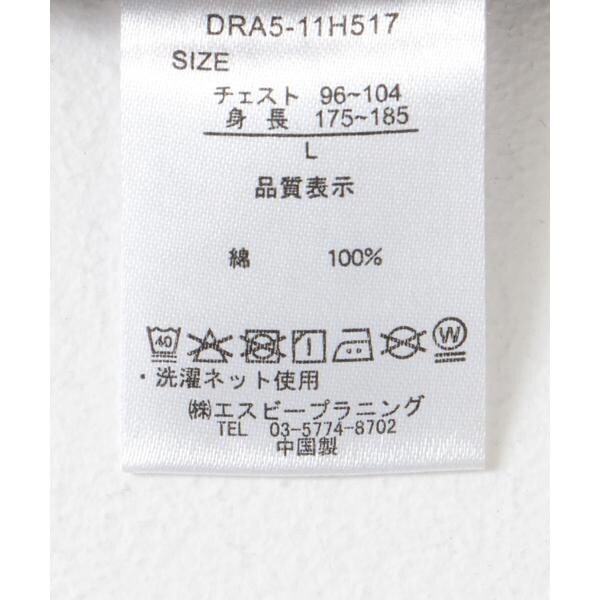 DRA5-11H517
SIZE
チェスト 96~104
身 長 175~185
L
品質表示
綿 100%
40 W
・洗濯ネット使用
㈱エスビープラニング
TEL 03-5774-8702
中国製